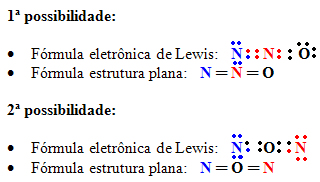 1ª possibilidade:
• Fórmula eletrônica de Lewis: N :: N : : O:
• Fórmula estrutura plana: N = N = O
2ª possibilidade:
• Fórmula eletrônica de Lewis: N : :O: : N
• Fórmula estrutura plana: N = O = N